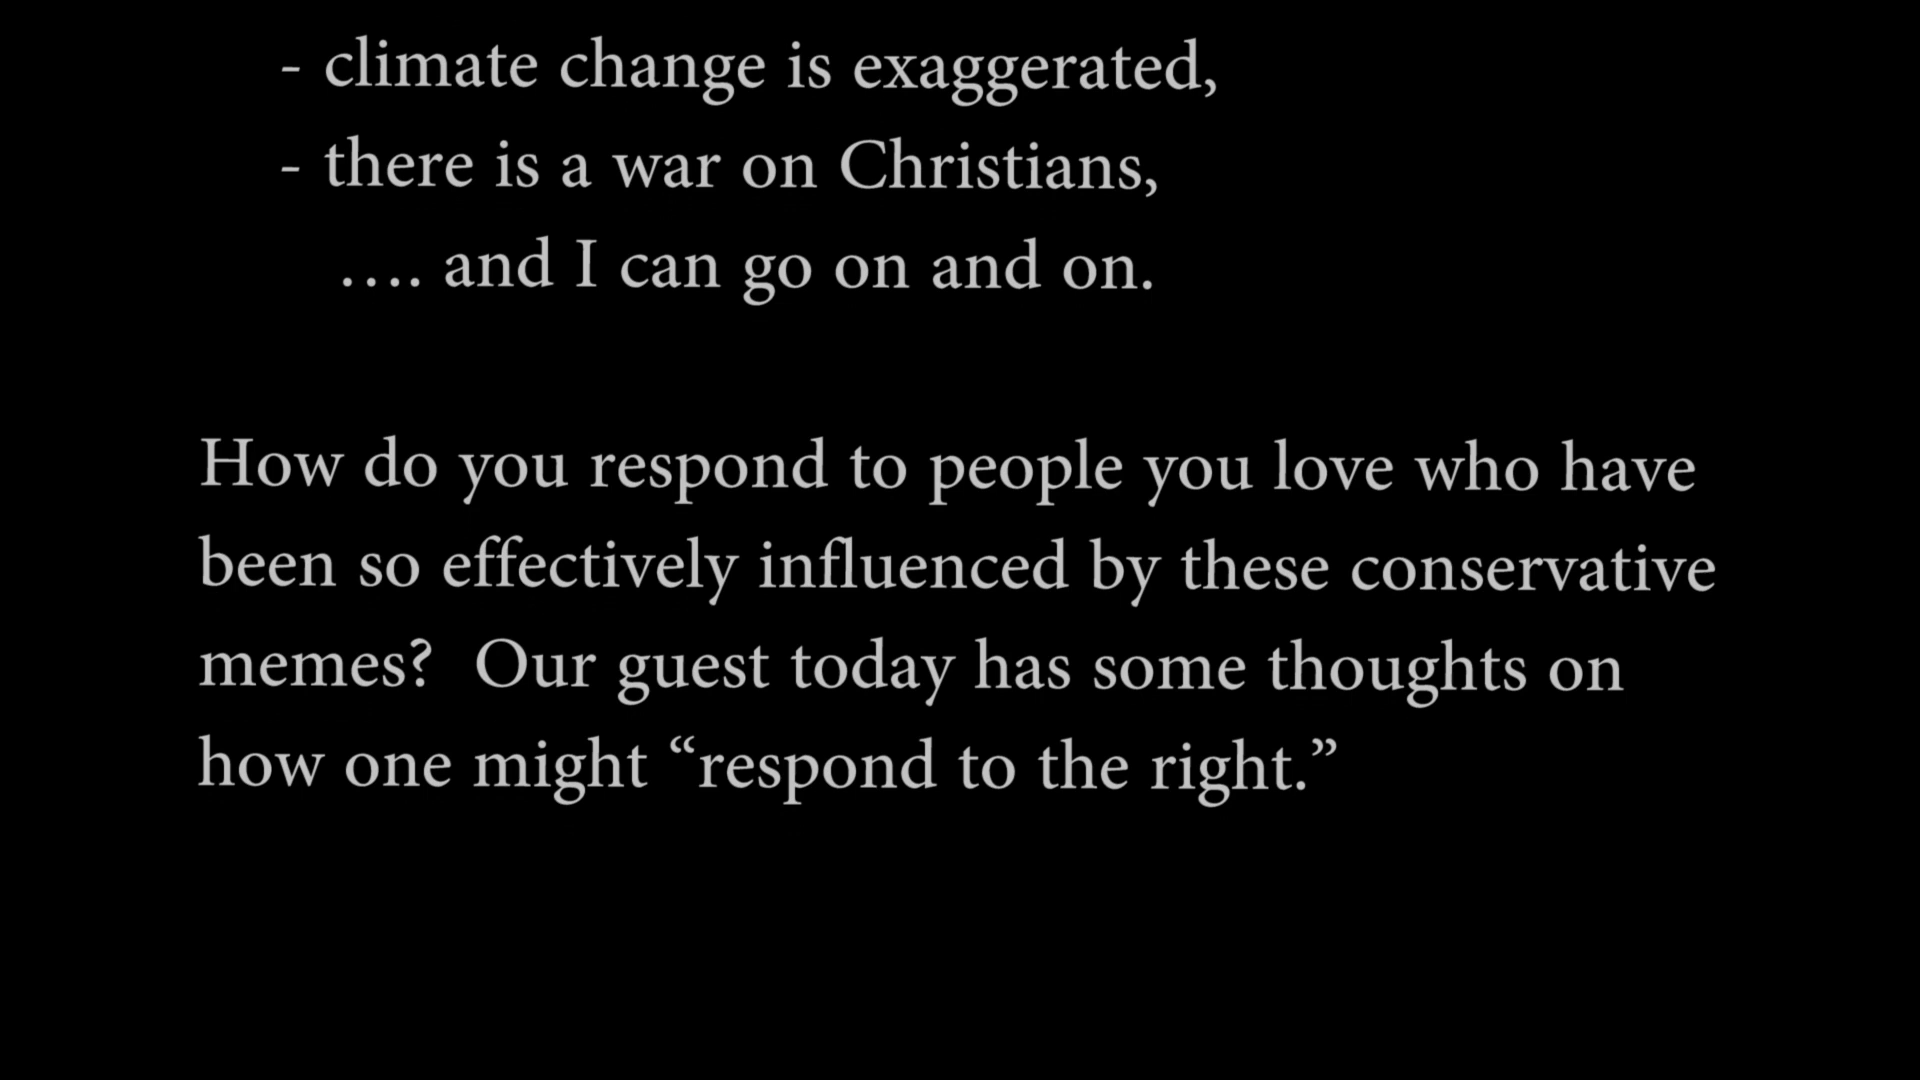 - climate change is exaggerated,
- there is a war on Christians,
…. and I can go on and on.
How do you respond to people you love who have
been so effectively influenced by these conservative
memes?  Our guest today has some thoughts on
how one might “respond to the right.”